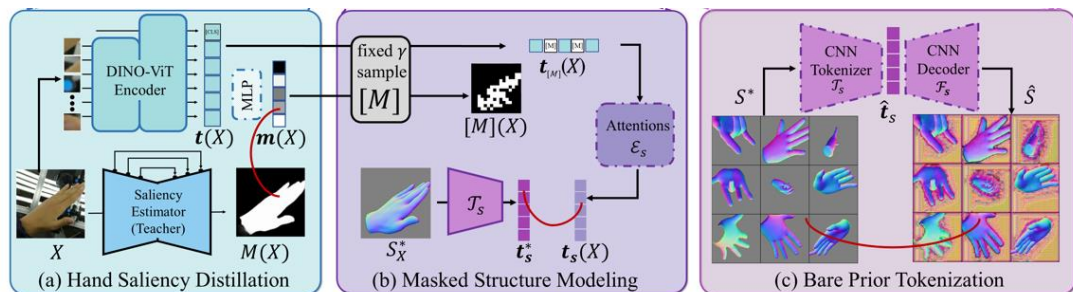 [CLS]
DINO-ViT
Encoder
t(X)
MLP
m(X)
X
Saliency
Estimator
(Teacher)
M(X)
(a) Hand Saliency Distillation
fixed γ
sample
[M]
[M]
[M]
t[M](X)
[M](X)
Attentions
ℰs
S*X
𝒯s
t*s
ts(X)
(b) Masked Structure Modeling
S*
CNN
Tokenizer
𝒯s
t̂s
CNN
Decoder
ℱs
Ŝ
(c) Bare Prior Tokenization